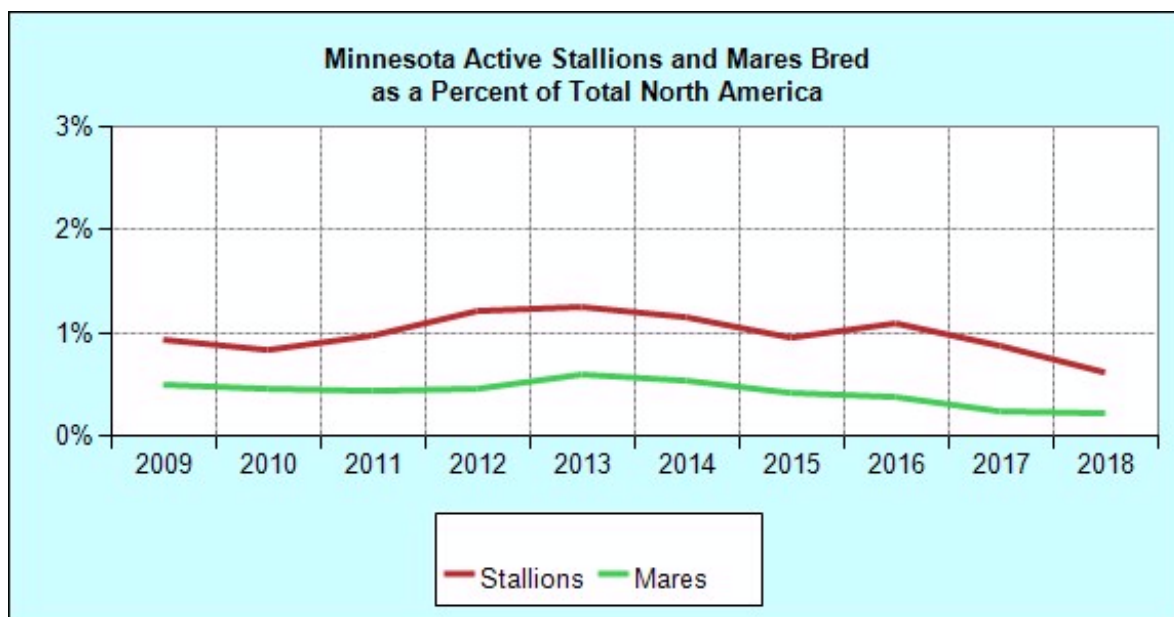 Minnesota Active Stallions and Mares Bred
as a Percent of Total North America
3%
2%
1%
0%
2009 2010 2011 2012 2013 2014 2015 2016 2017 2018
Stallions Mares